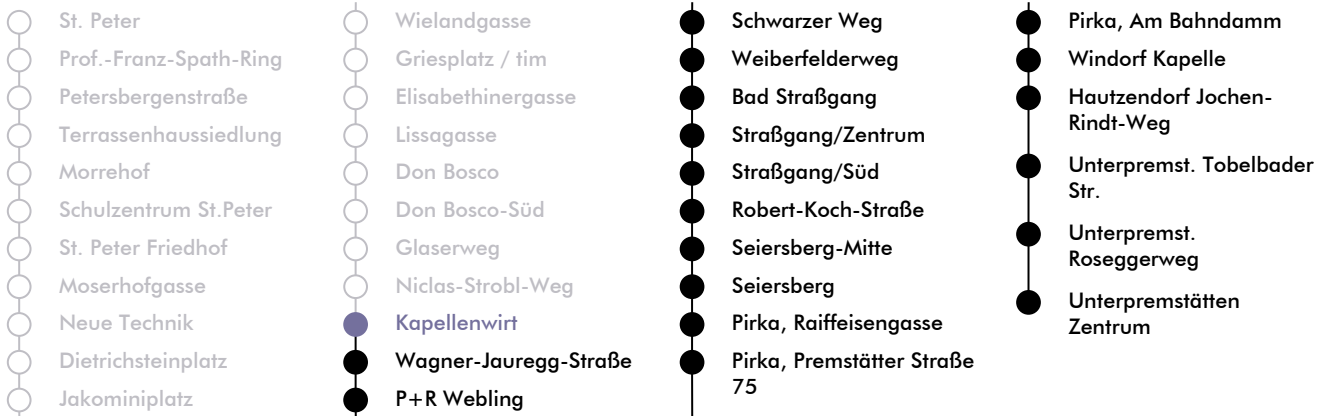 St. Peter
Prof.-Franz-Spath-Ring
Petersbergenstraße
Terrassenhaussiedlung
Morrehof
Schulzentrum St.Peter
St. Peter Friedhof
Moserhofgasse
Neue Technik
Dietrichsteinplatz
Jakominiplatz
Wielandgasse
Griesplatz / tim
Elisabethinergasse
Lissagasse
Don Bosco
Don Bosco-Süd
Glaserweg
Niclas-Strobl-Weg
Kapellenwirt
Wagner-Jauregg-Straße
P+R Webling
Schwarzer Weg
Weiberfelderweg
Bad Straßgang
Straßgang/Zentrum
Straßgang/Süd
Robert-Koch-Straße
Seiersberg-Mitte
Seiersberg
Pirka, Raiffeisengasse
Pirka, Premstätter Straße
75
Pirka, Am Bahndamm
Windorf Kapelle
Hautzendorf Jochen-
Rindt-Weg
Unterpremst. Tobelbader
Str.
Unterpremst.
Roseggerweg
Unterpremstätten
Zentrum